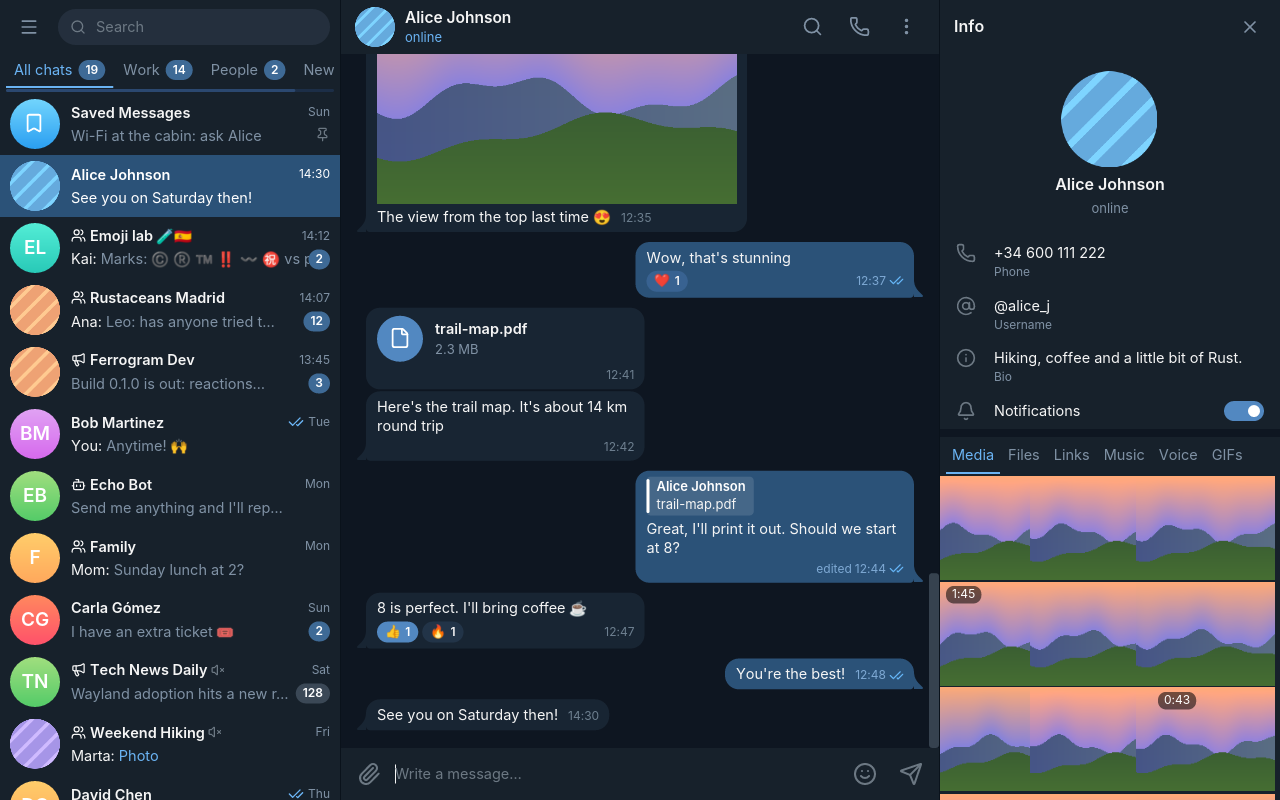 Search
All chats 19 Work 14 People 2 New
Saved Messages Sun
Wi-Fi at the cabin: ask Alice
Alice Johnson 14:30
See you on Saturday then!
EL Emoji lab 🧪🇪🇸 14:12
Kai: Marks: © ® ™ ‼️ 〰️ ㊗️ vs 2
Rustaceans Madrid 14:07
Ana: Leo: has anyone tried t... 12
Ferrogram Dev 13:45
Build 0.1.0 is out: reactions... 3
BM Bob Martinez Tue
You: Anytime! 🙌
EB Echo Bot Mon
Send me anything and I'll rep...
F Family Mon
Mom: Sunday lunch at 2?
CG Carla Gómez Sun
I have an extra ticket 🎟️ 2
TN Tech News Daily Sat
Wayland adoption hits a new r... 128
Weekend Hiking Fri
Marta: Photo
David Chen Thu
Alice Johnson
online
The view from the top last time 😍 12:35
Wow, that's stunning
❤️ 1 12:37
trail-map.pdf
2.3 MB
12:41
Here's the trail map. It's about 14 km
round trip
12:42
Alice Johnson
trail-map.pdf
Great, I'll print it out. Should we start
at 8?
edited 12:44
8 is perfect. I'll bring coffee ☕
👍 1 🔥 1 12:47
You're the best! 12:48
See you on Saturday then! 14:30
Write a message...
Info
Alice Johnson
online
+34 600 111 222
Phone
@alice_j
Username
Hiking, coffee and a little bit of Rust.
Bio
Notifications
Media Files Links Music Voice GIFs
1:45
0:43